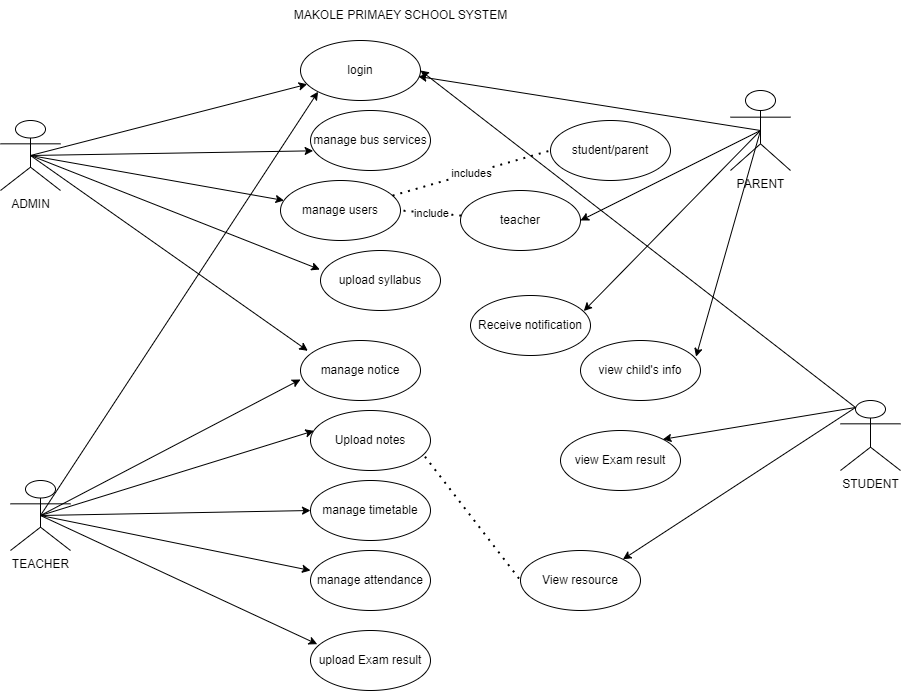 MAKOLE PRIMAEY SCHOOL SYSTEM
login
manage bus services
student/parent
includes
PARENT
ADMIN
manage users
*include
teacher
upload syllabus
Receive notification
manage notice
view child's info
Upload notes
view Exam result
STUDENT
manage timetable
TEACHER
manage attendance
View resource
upload Exam result